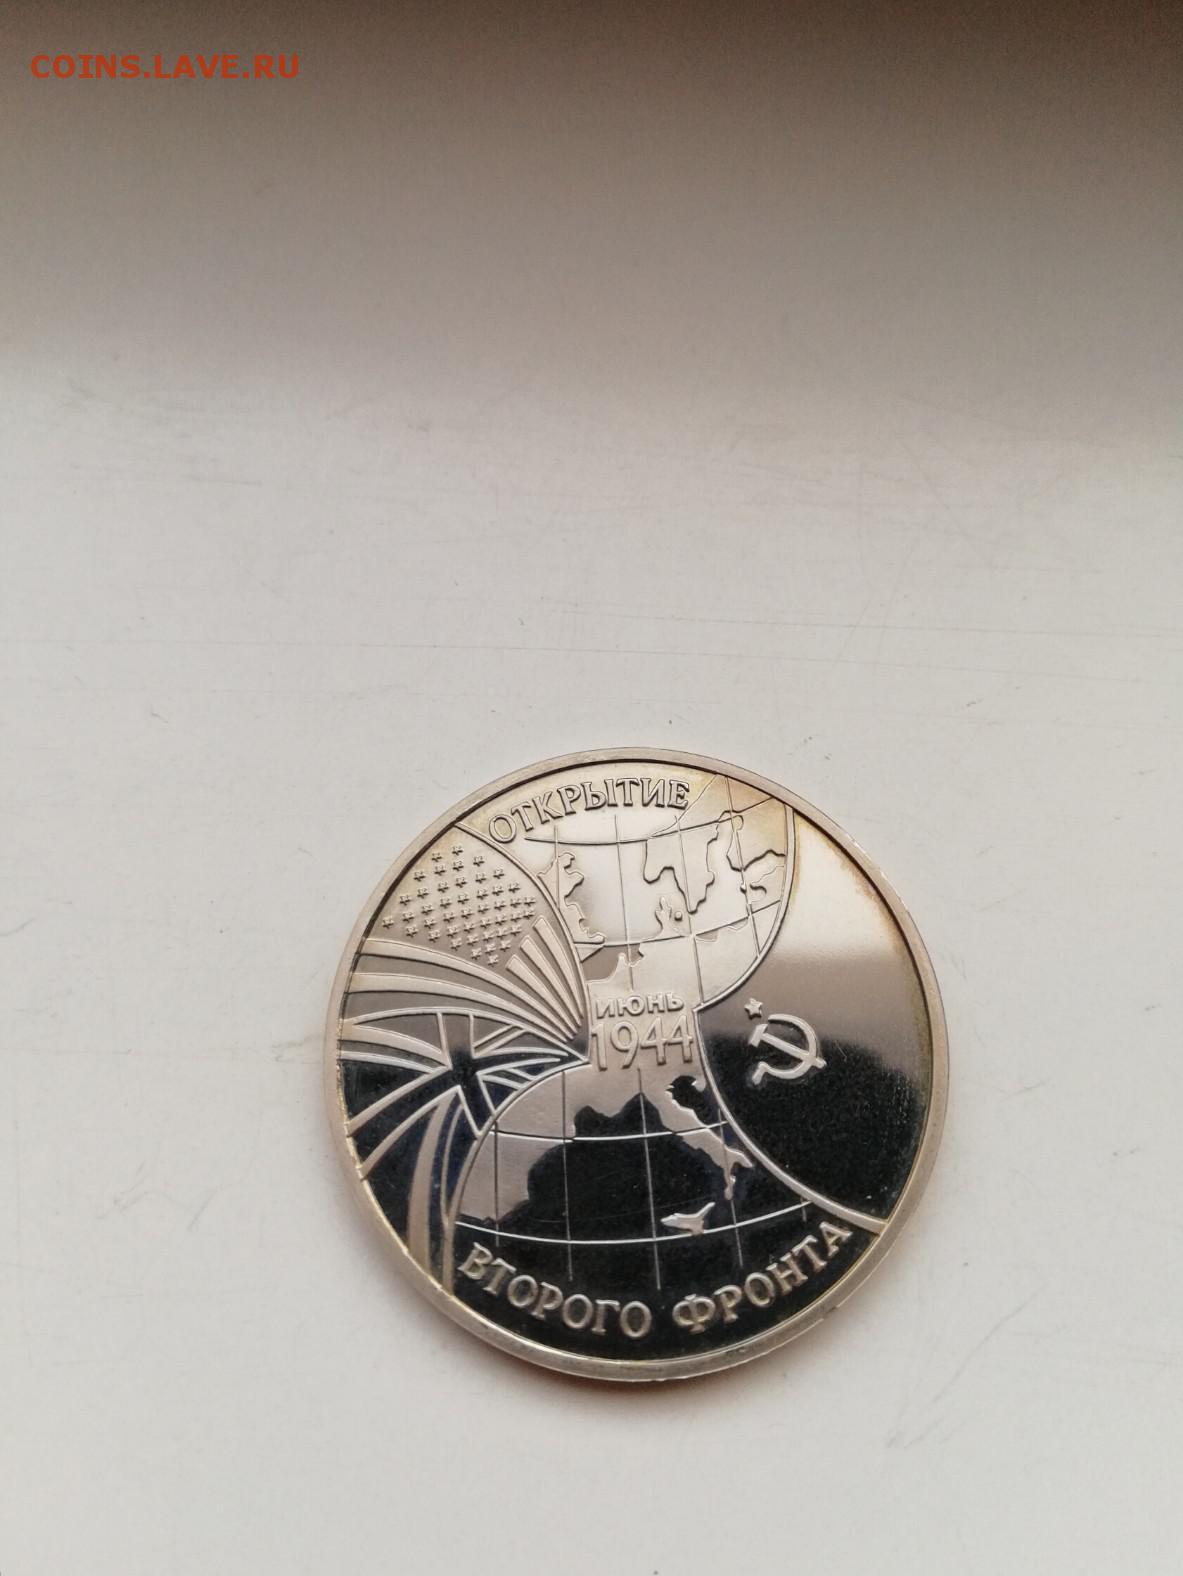 COINS.LAVE.RU
ОТКРЫТИЕ
ИЮНЬ
1944
ВТОРОГО ФРОНТА